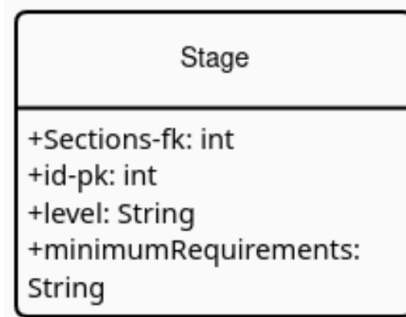 Stage
+Sections-fk: int
+id-pk: int
+level: String
+minimumRequirements:
String